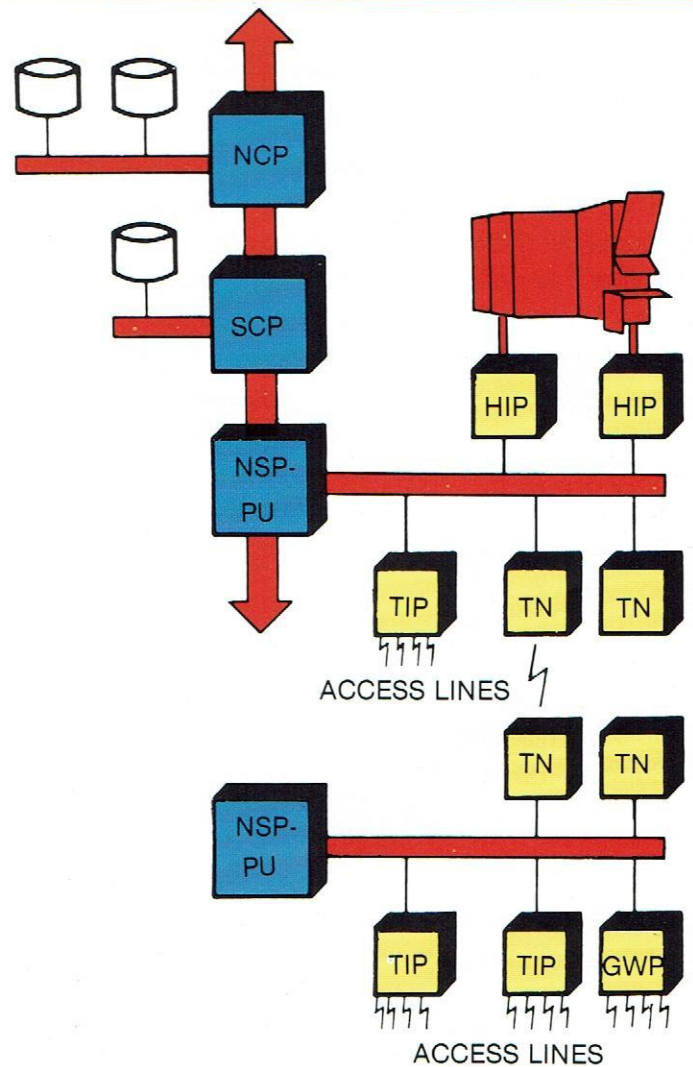 NCP
SCP
HIP
HIP
NSP-
PU
TIP
TN
TN
ACCESS LINES
TN
TN
NSP-
PU
TIP
TIP
GWP
ACCESS LINES